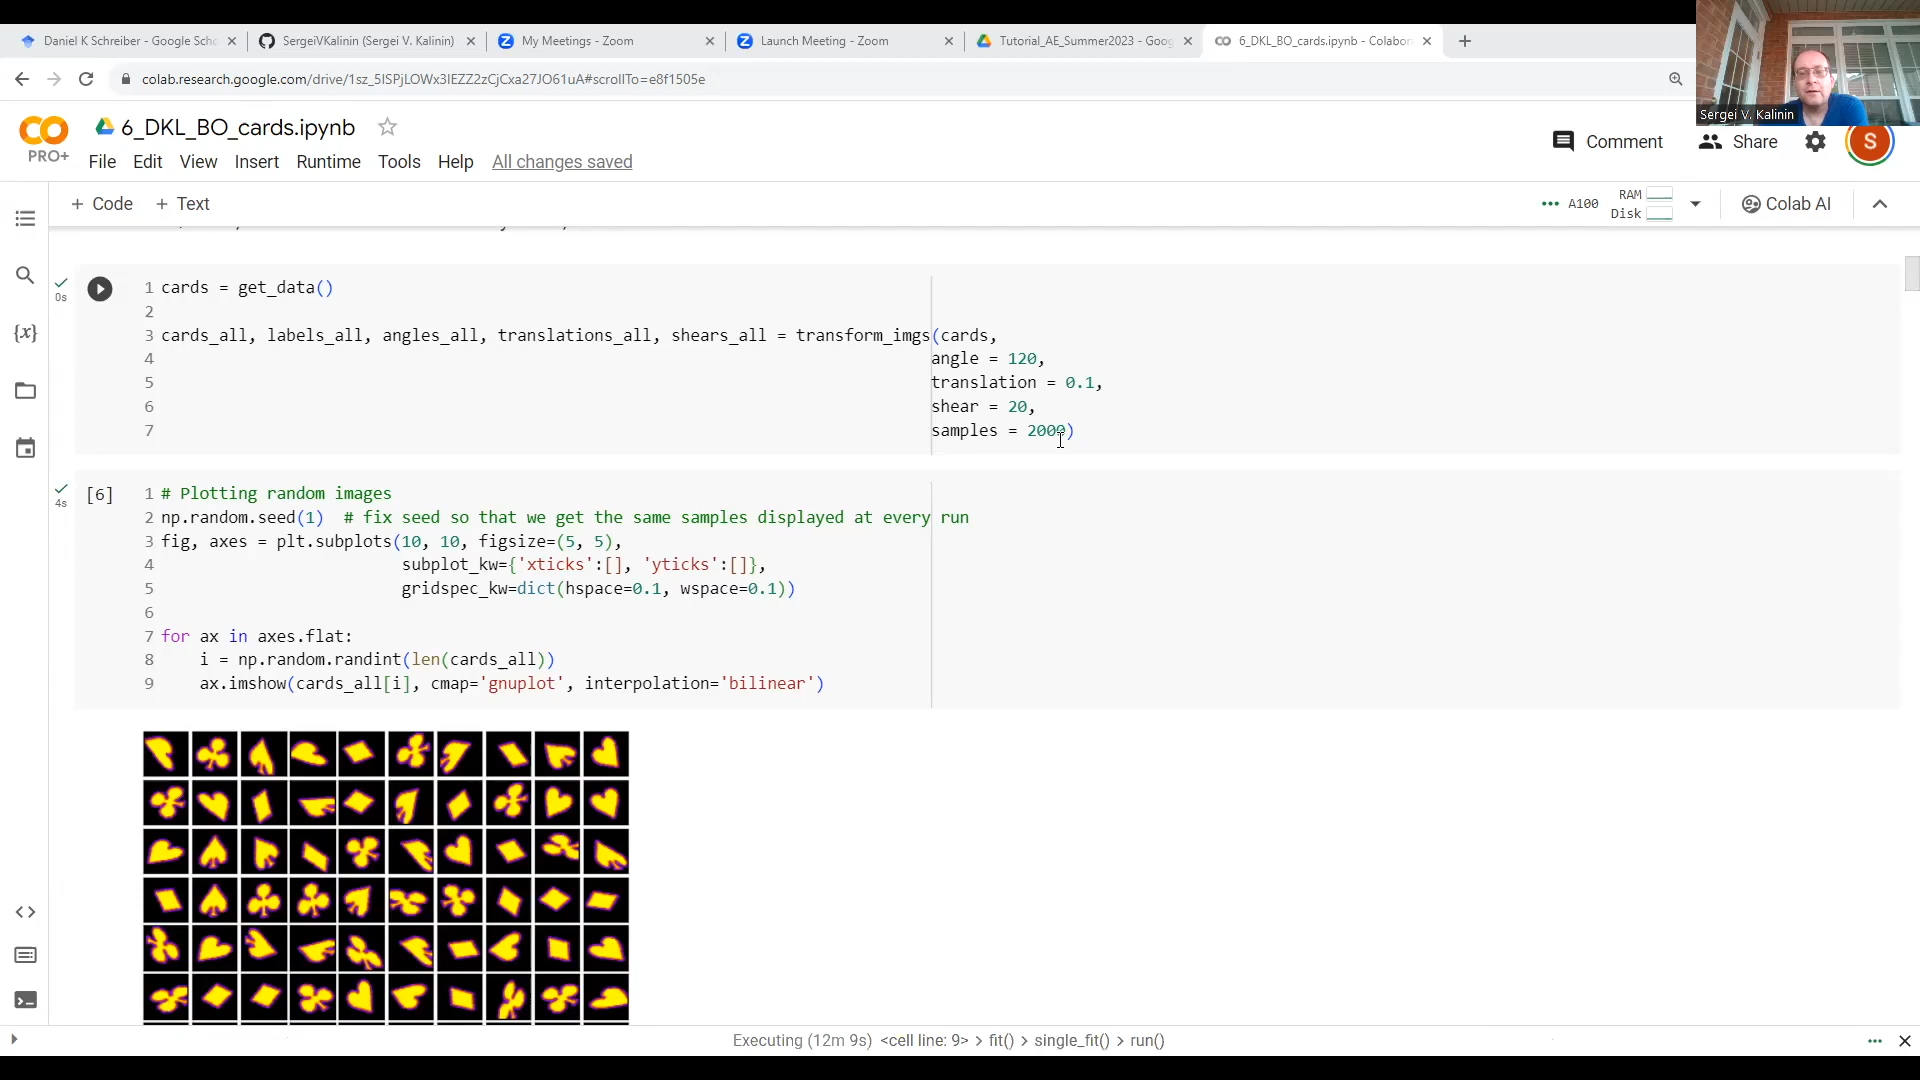 Daniel K Schreiber - Google Scho
SergeiVKalinin (Sergei V. Kalinin)
My Meetings - Zoom
Launch Meeting - Zoom
Tutorial_AE_Summer2023 - Goog
6_DKL_BO_cards.ipynb - Colabor
colab.research.google.com/drive/1sz_5lSPjLOWx3IEZZ2zCjCxa27JO61uA#scrollTo=e8f1505e
Sergei V. Kalinin
PRO+
6_DKL_BO_cards.ipynb
Comment
Share
S
File Edit View Insert Runtime Tools Help All changes saved
+ Code + Text
A100
RAM
Disk
Colab AI
0s
1 cards = get_data()
2
3 cards_all, labels_all, angles_all, translations_all, shears_all = transform_imgs(cards,
4 angle = 120,
5 translation = 0.1,
6 shear = 20,
7 samples = 2000)
4s
[6]
1 # Plotting random images
2 np.random.seed(1)  # fix seed so that we get the same samples displayed at every run
3 fig, axes = plt.subplots(10, 10, figsize=(5, 5),
4 subplot_kw={'xticks':[], 'yticks':[]},
5 gridspec_kw=dict(hspace=0.1, wspace=0.1))
6
7 for ax in axes.flat:
8 i = np.random.randint(len(cards_all))
9 ax.imshow(cards_all[i], cmap='gnuplot', interpolation='bilinear')
Executing (12m 9s) <cell line: 9> > fit() > single_fit() > run()